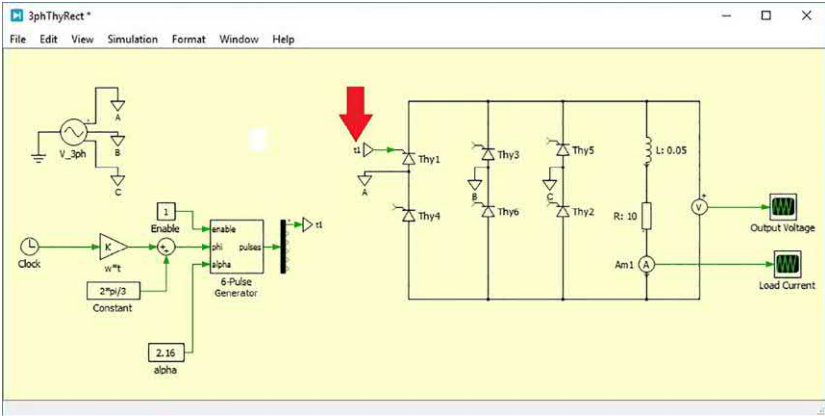 3phThyRect *
File Edit View Simulation Format Window Help
A
V_3ph
B
C
t1
Thy1
A
Thy4
Thy3
B
Thy6
Thy5
C
Thy2
L: 0.05
R: 10
Am1
A
V
Output Voltage
Load Current
1
Enable
Clock
K
w*t
2*pi/3
Constant
enable
phi
alpha
pulses
6-Pulse
Generator
t1
2.16
alpha